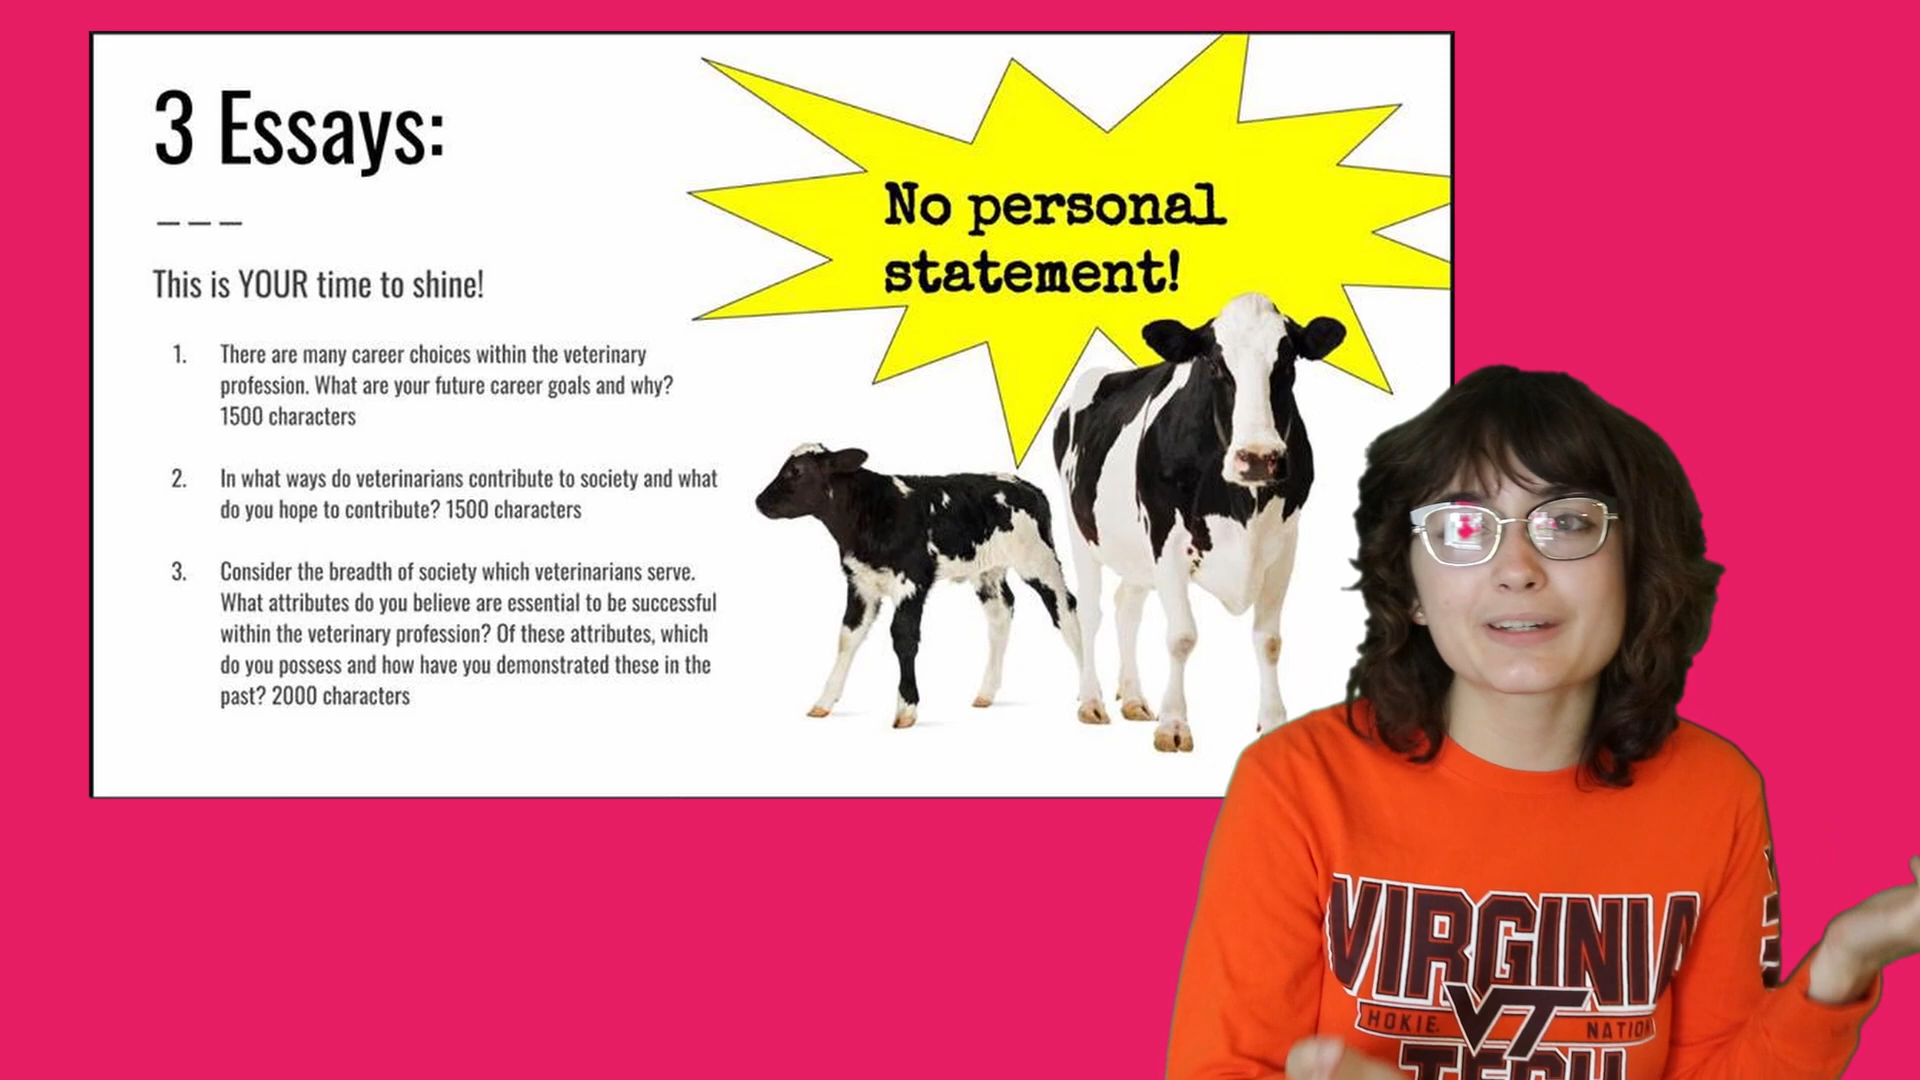 3 Essays:
This is YOUR time to shine!
1. There are many career choices within the veterinary
profession. What are your future career goals and why?
1500 characters
2. In what ways do veterinarians contribute to society and what
do you hope to contribute? 1500 characters
3. Consider the breadth of society which veterinarians serve.
What attributes do you believe are essential to be successful
within the veterinary profession? Of these attributes, which
do you possess and how have you demonstrated these in the
past? 2000 characters
No personal
statement!
VIRGINIA
VT
HOKIE NATION
TECH